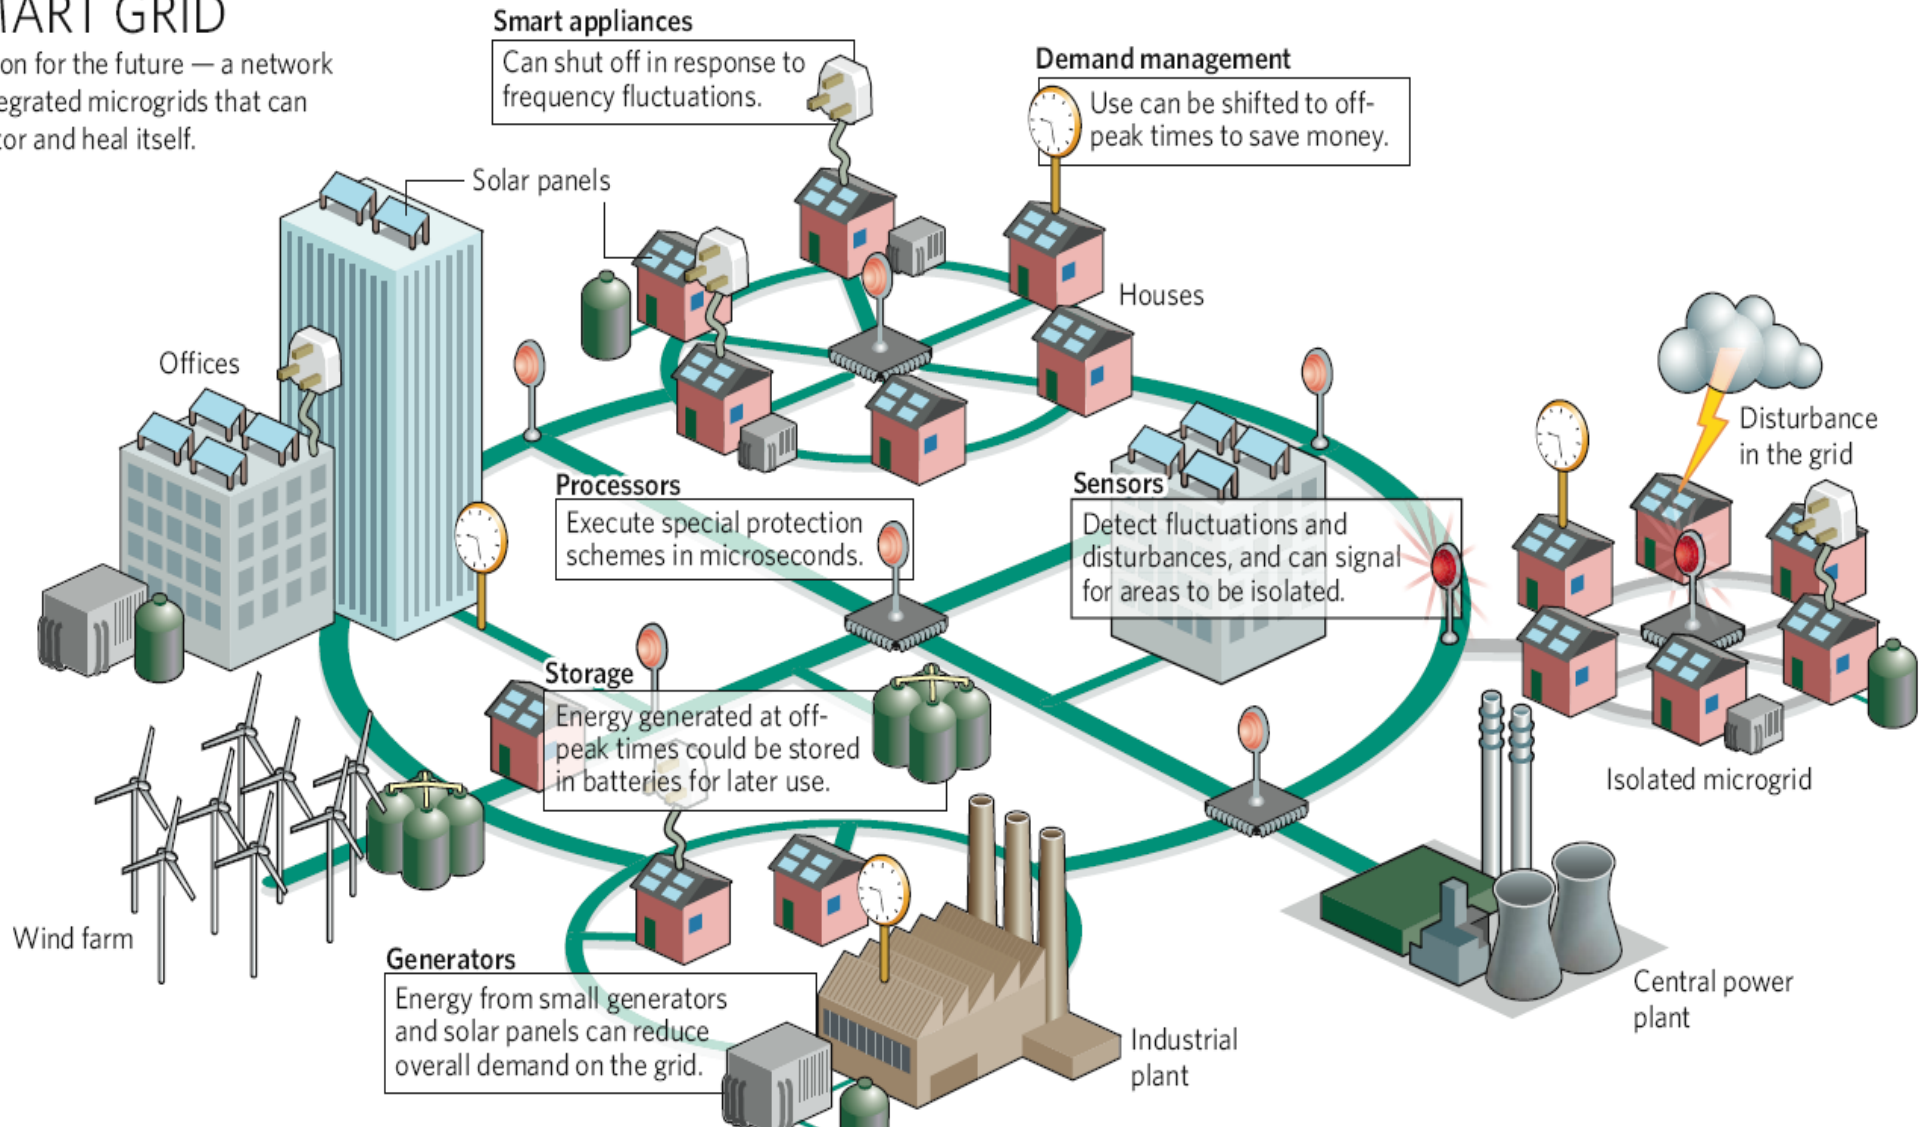 MART GRID
on for the future — a network
egrated microgrids that can
tor and heal itself.
Smart appliances
Can shut off in response to
frequency fluctuations.
Demand management
Use can be shifted to off-
peak times to save money.
Solar panels
Houses
Offices
Disturbance
in the grid
Processors
Execute special protection
schemes in microseconds.
Sensors
Detect fluctuations and
disturbances, and can signal
for areas to be isolated.
Storage
Energy generated at off-
peak times could be stored
in batteries for later use.
Isolated microgrid
Wind farm
Generators
Energy from small generators
and solar panels can reduce
overall demand on the grid.
Industrial
plant
Central power
plant